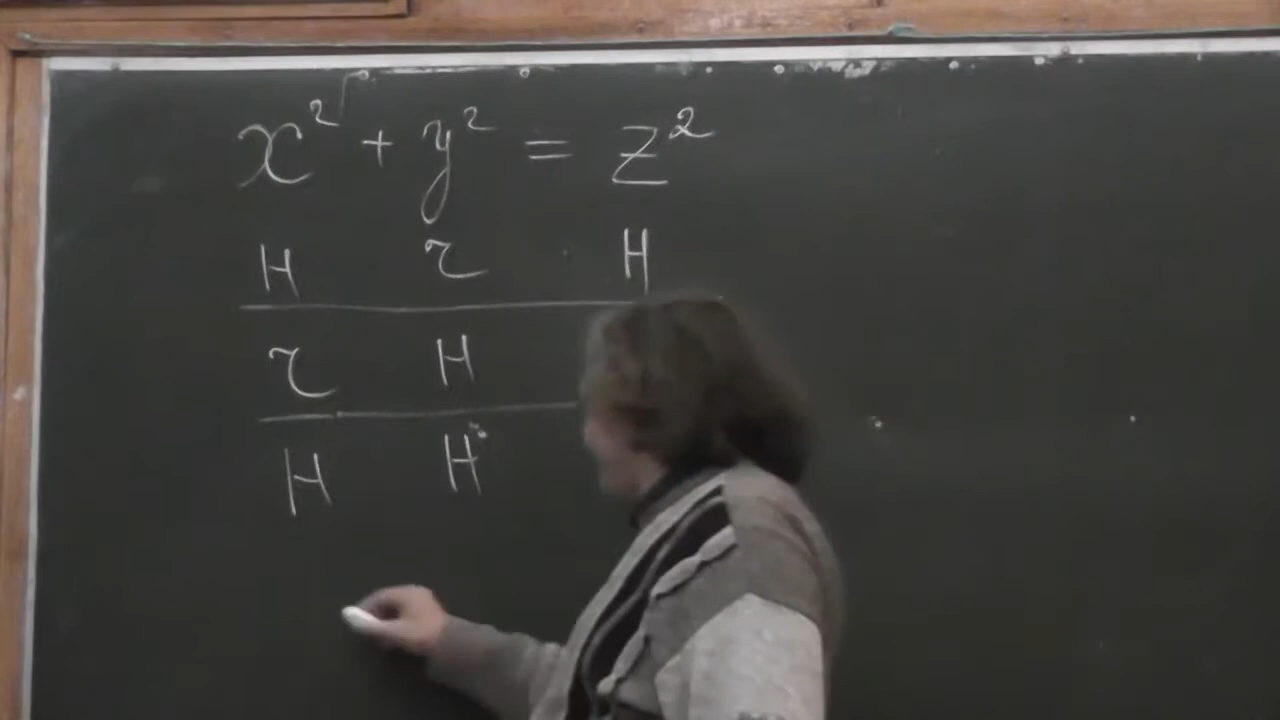 x² + y² = z²
Н Ч Н
Ч Н
Н Н